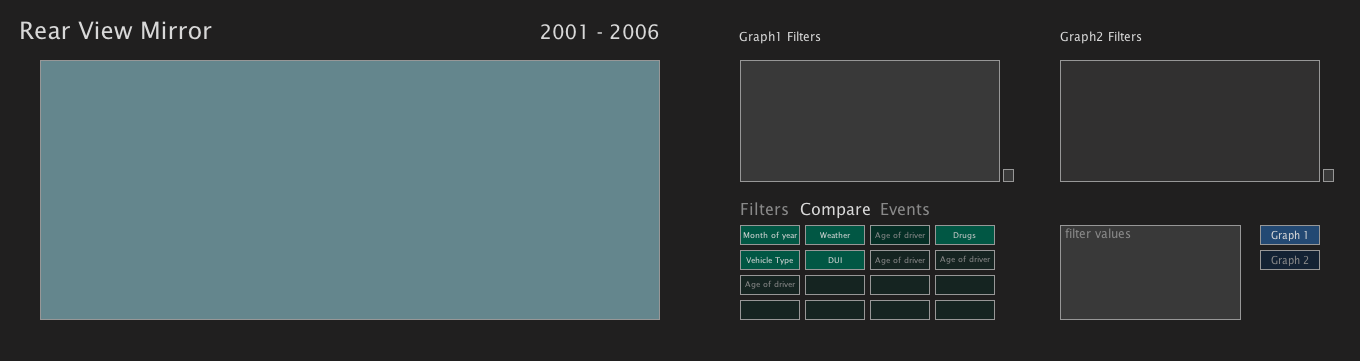 Rear View Mirror
2001 - 2006
Graph1 Filters
Graph2 Filters
Filters Compare Events
Month of year
Weather
Age of driver
Drugs
Vehicle Type
DUI
Age of driver
Age of driver
Age of driver
filter values
Graph 1
Graph 2